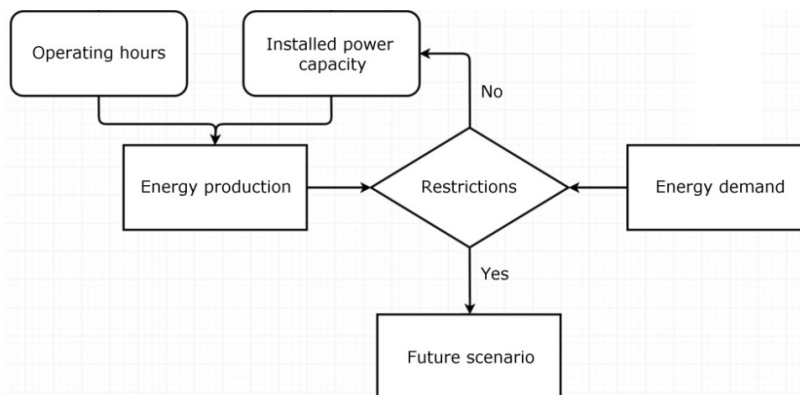 Operating hours
Installed power
capacity
No
Energy production
Restrictions
Energy demand
Yes
Future scenario